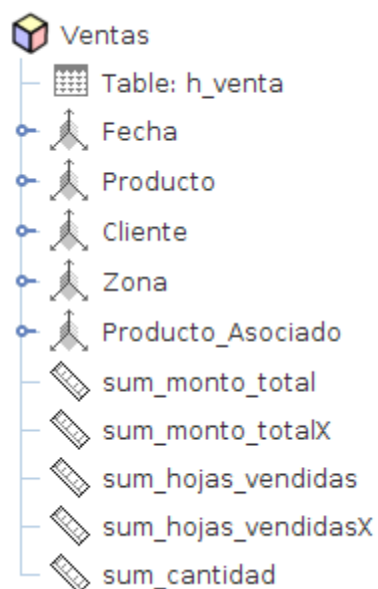 Ventas
Table: h_venta
Fecha
Producto
Cliente
Zona
Producto_Asociado
sum_monto_total
sum_monto_totalX
sum_hojas_vendidas
sum_hojas_vendidasX
sum_cantidad